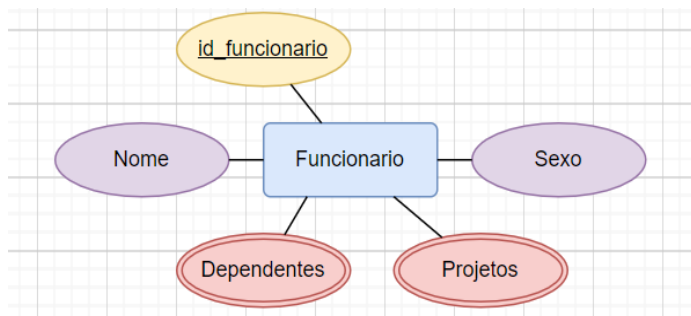 id_funcionario
Nome
Funcionario
Sexo
Dependentes
Projetos